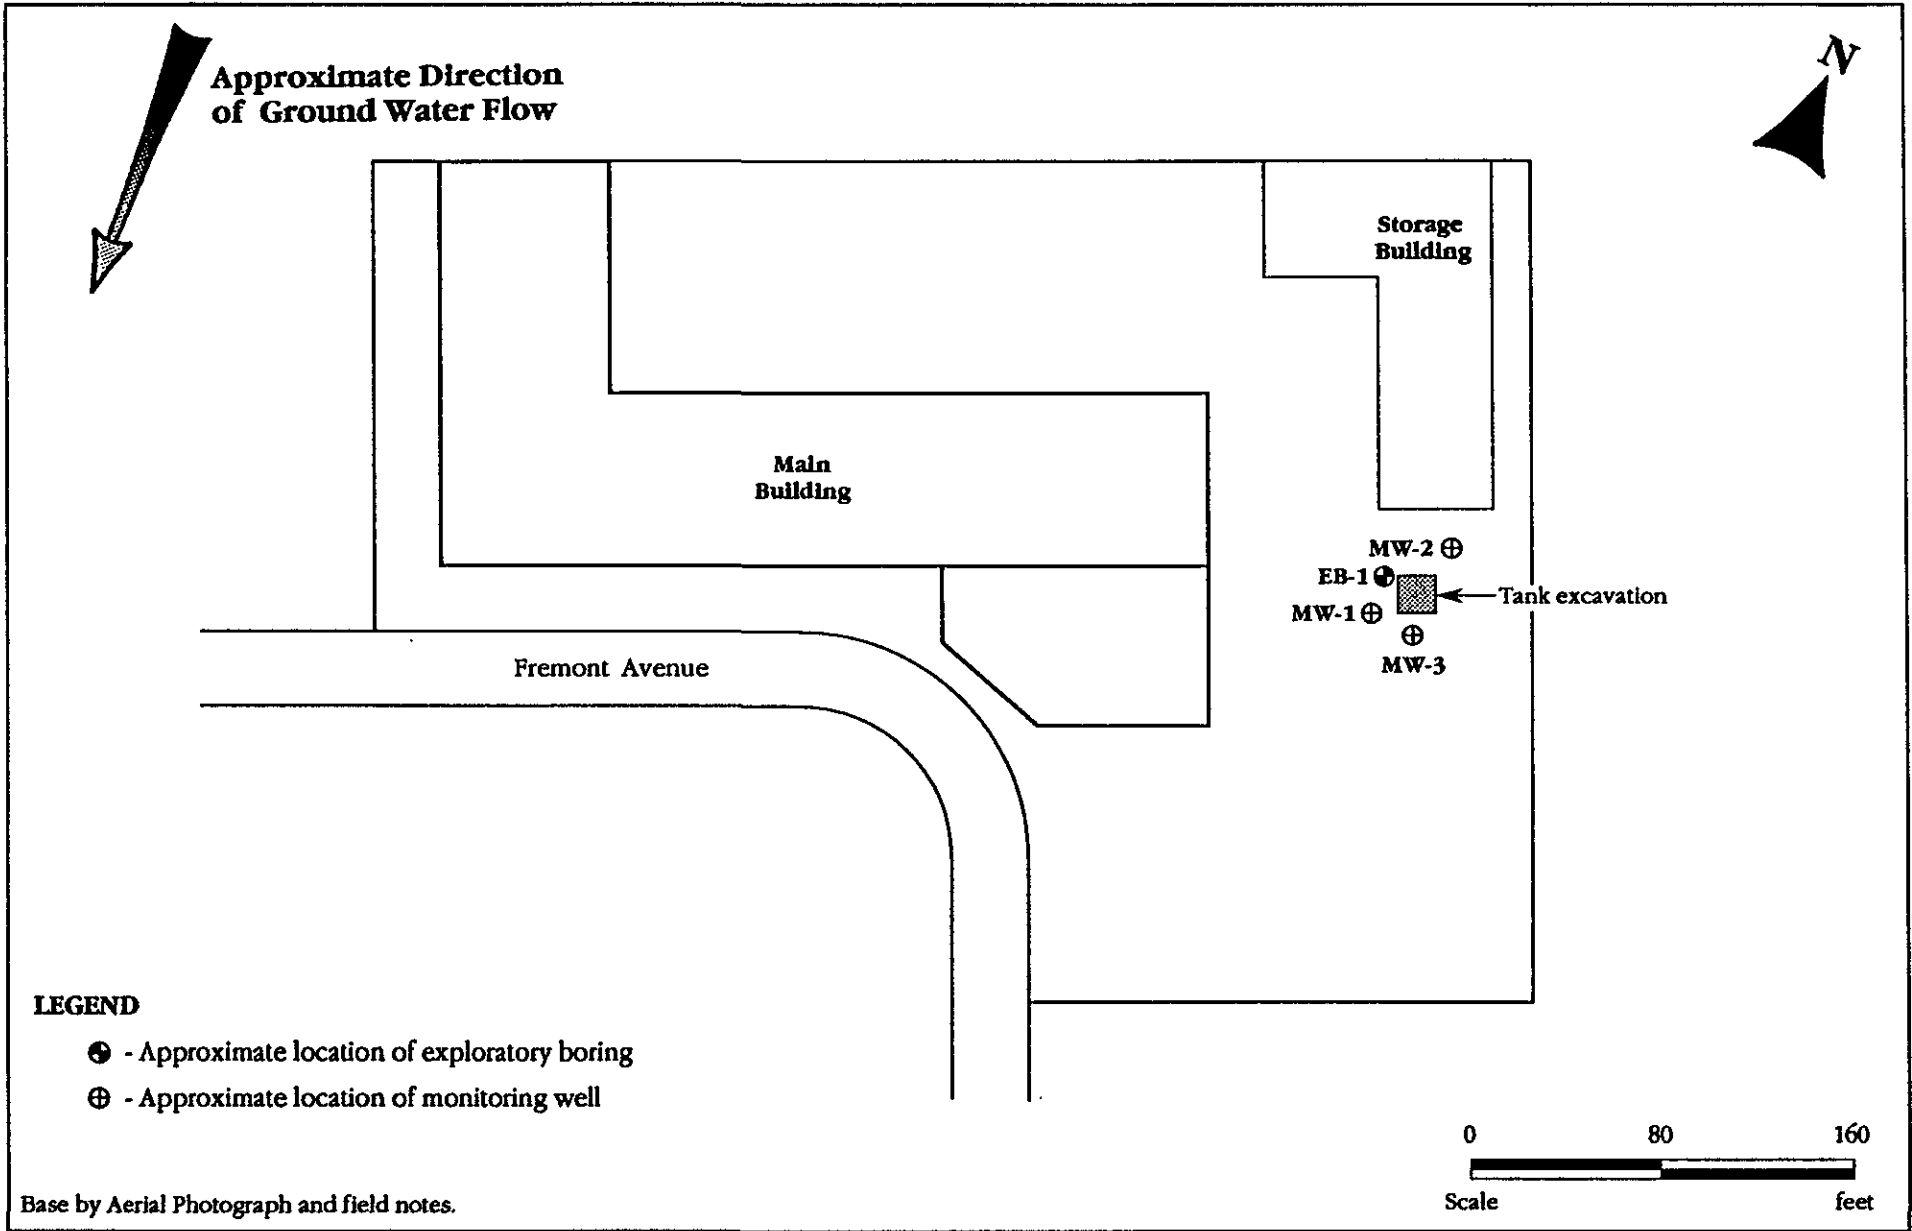 Approximate Direction
of Ground Water Flow
N
Storage
Building
Main
Building
MW-2
EB-1
Tank excavation
MW-1
MW-3
Fremont Avenue
LEGEND
- Approximate location of exploratory boring
- Approximate location of monitoring well
0 80 160
Scale feet
Base by Aerial Photograph and field notes.